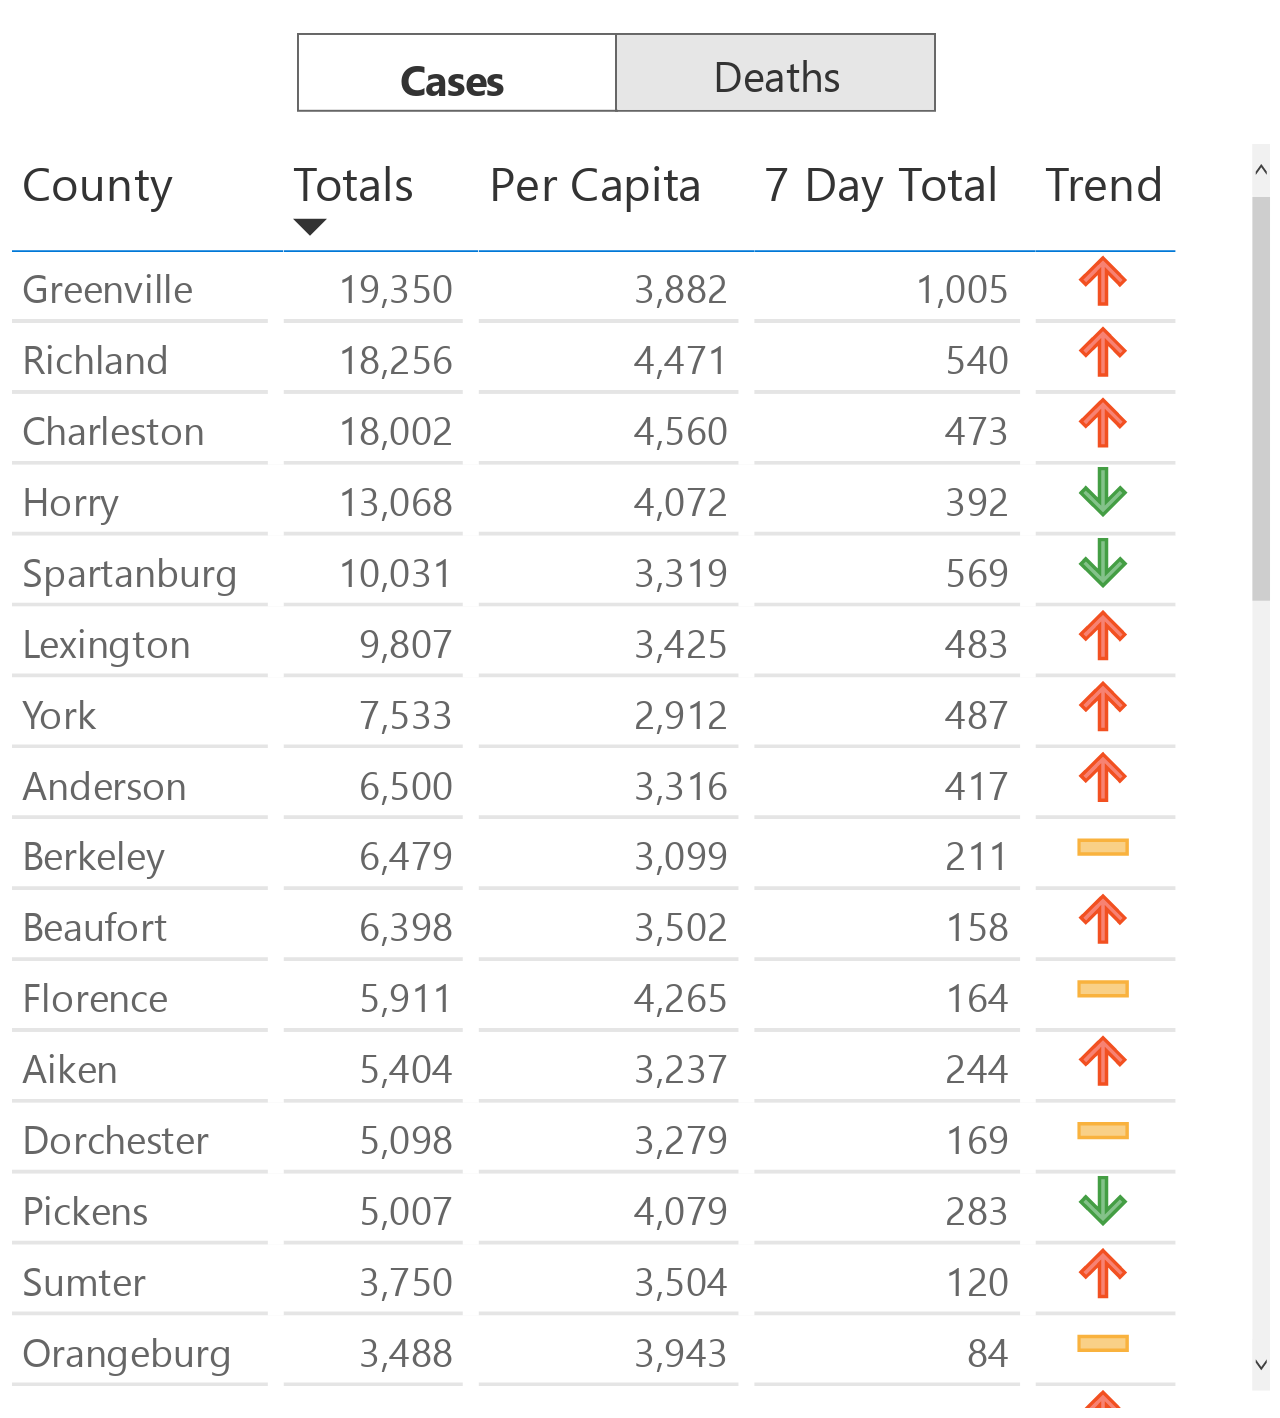 Cases Deaths
County Totals Per Capita 7 Day Total Trend
Greenville 19,350 3,882 1,005
Richland 18,256 4,471 540
Charleston 18,002 4,560 473
Horry 13,068 4,072 392
Spartanburg 10,031 3,319 569
Lexington 9,807 3,425 483
York 7,533 2,912 487
Anderson 6,500 3,316 417
Berkeley 6,479 3,099 211
Beaufort 6,398 3,502 158
Florence 5,911 4,265 164
Aiken 5,404 3,237 244
Dorchester 5,098 3,279 169
Pickens 5,007 4,079 283
Sumter 3,750 3,504 120
Orangeburg 3,488 3,943 84